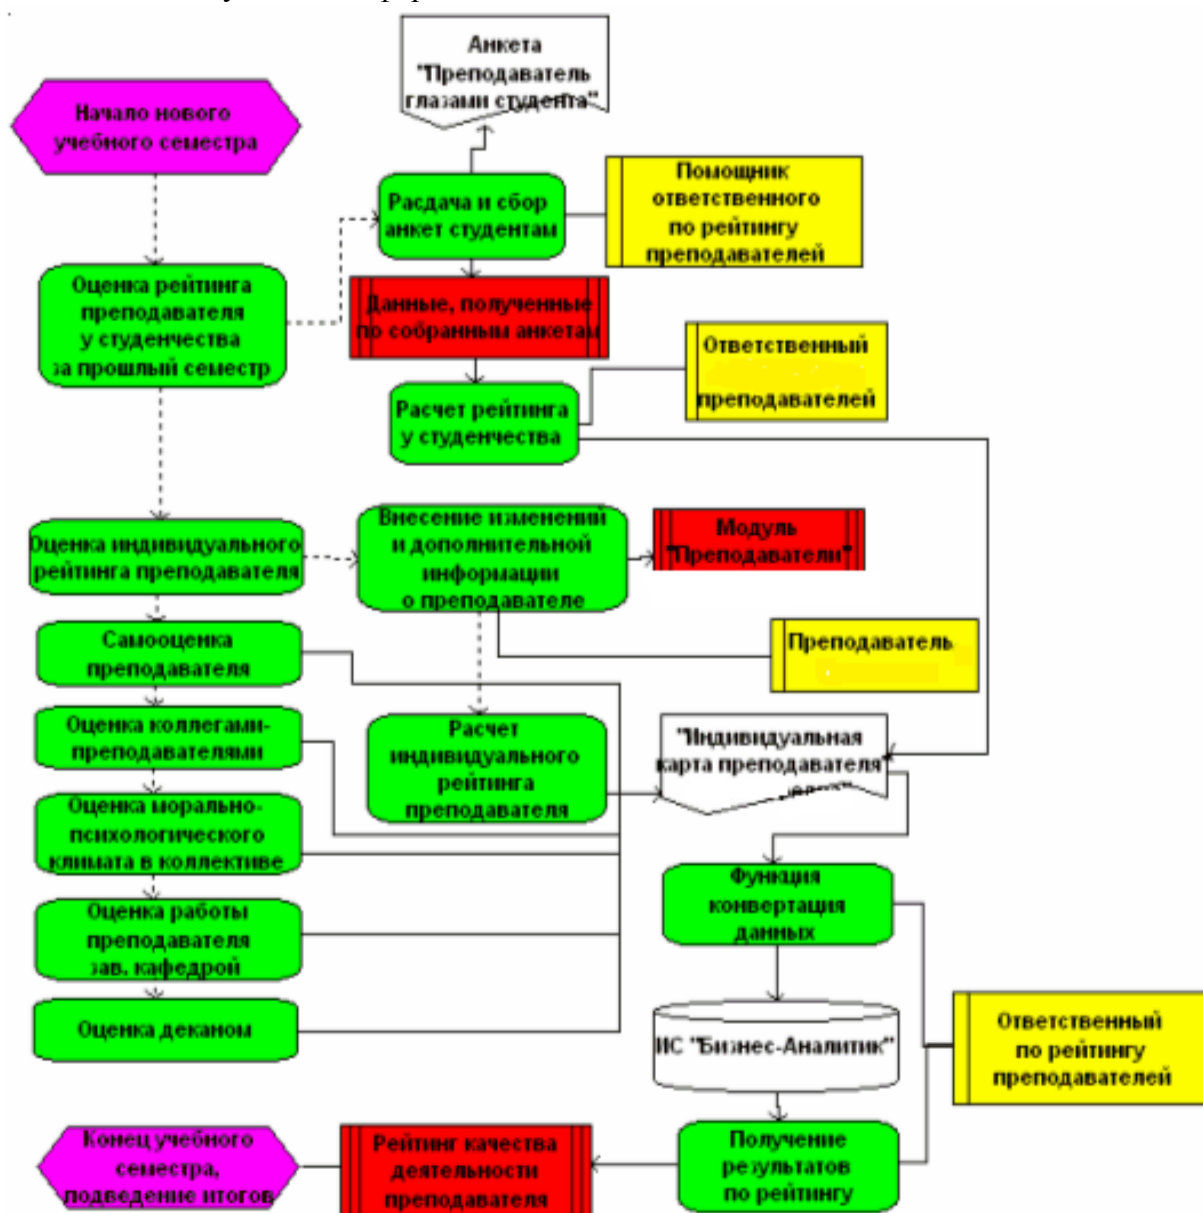 Анкета
"Преподаватель
глазами студента"
Начало нового
учебного семестра
Расдача и сбор
анкет студентам
Помощник
ответственного
по рейтингу
преподавателей
Оценка рейтинга
преподавателя
у студенчества
за прошлый семестр
Данные, полученные
по собранным анкетам
Ответственный
преподавателей
Расчет рейтинга
у студенчества
Оценка индивидуального
рейтинга преподавателя
Внесение изменений
и дополнительной
информации
о преподавателе
Модуль
"Преподаватели"
Самооценка
преподавателя
Преподаватель
Оценка коллегами-
преподавателями
Расчет
индивидуального
рейтинга
преподавателя
"Индивидуальная
карта преподавателя"
Оценка морально-
психологического
климата в коллективе
Функция
конвертация
данных
Оценка работы
преподавателя
зав. кафедрой
Оценка деканом
ИС "Бизнес-Аналитик"
Ответственный
по рейтингу
преподавателей
Конец учебного
семестра,
подведение итогов
Рейтинг качества
деятельности
преподавателя
Получение
результатов
по рейтингу